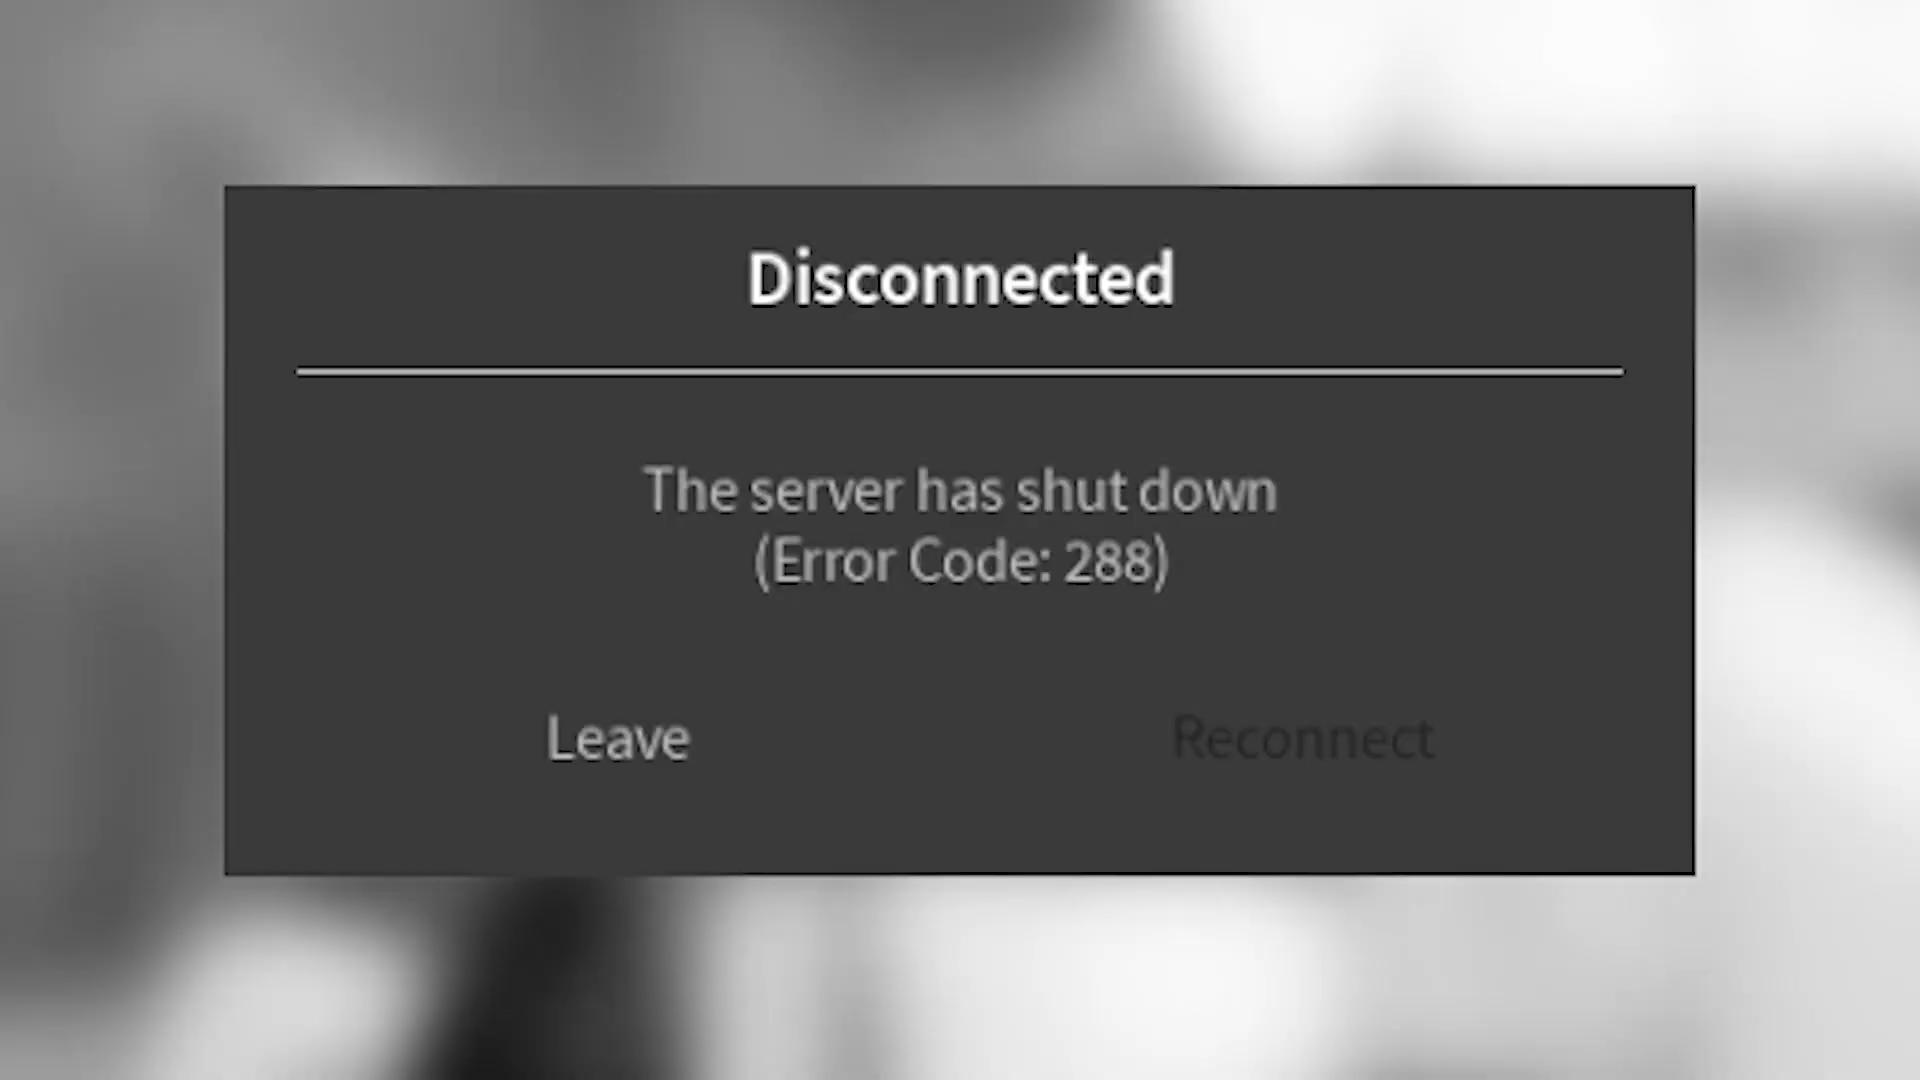 Disconnected
The server has shut down
(Error Code: 288)
Leave
Reconnect